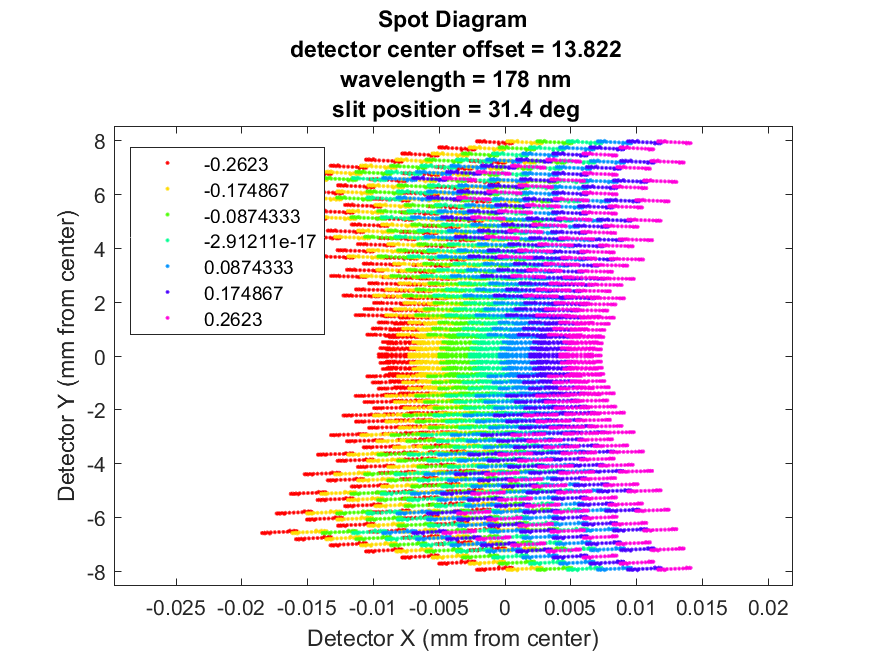 Spot Diagram
detector center offset = 13.822
wavelength = 178 nm
slit position = 31.4 deg
8
6
4
2
0
-2
-4
-6
-8
Detector Y (mm from center)
-0.2623
-0.174867
-0.0874333
-2.91211e-17
0.0874333
0.174867
0.2623
-0.025 -0.02 -0.015 -0.01 -0.005 0 0.005 0.01 0.015 0.02
Detector X (mm from center)